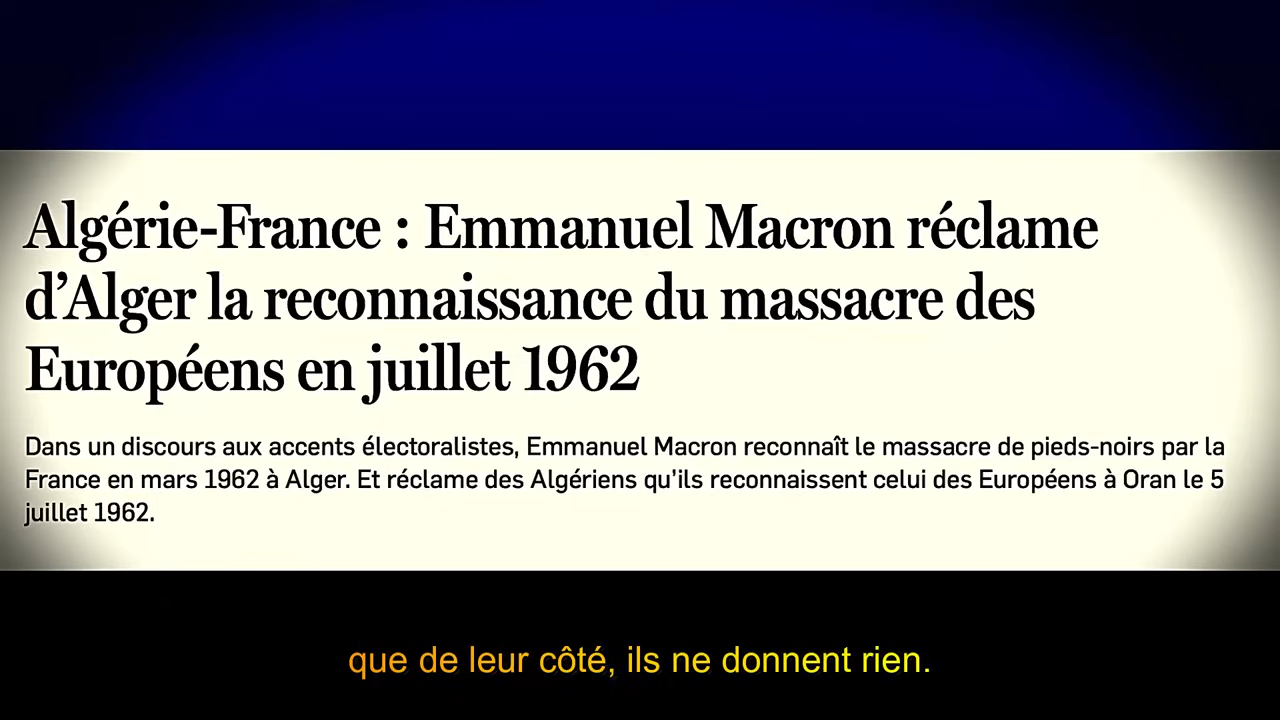 Algérie-France : Emmanuel Macron réclame
d’Alger la reconnaissance du massacre des
Européens en juillet 1962
Dans un discours aux accents électoralistes, Emmanuel Macron reconnaît le massacre de pieds-noirs par la
France en mars 1962 à Alger. Et réclame des Algériens qu’ils reconnaissent celui des Européens à Oran le 5
juillet 1962.
que de leur côté, ils ne donnent rien.